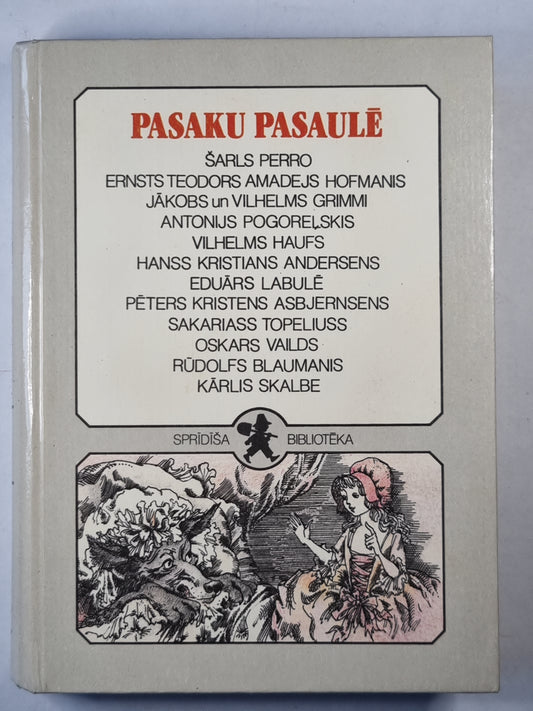 PASAKU PASAULĒ
ŠARLS PERRO
ERNSTS TEODORS AMADEJS HOFMANIS
JĀKOBS un VILHELMS GRIMMI
ANTONIJS POGOREĻSKIS
VILHELMS HAUFS
HANSS KRISTIANS ANDERSENS
EDUĀRS LABULĒ
PĒTERS KRISTENS ASBJERNSENS
SAKARIASS TOPELIUSS
OSKARS VAILDS
RŪDOLFS BLAUMANIS
KĀRLIS SKALBE
SPRĪDĪŠA BIBLIOTĒKA